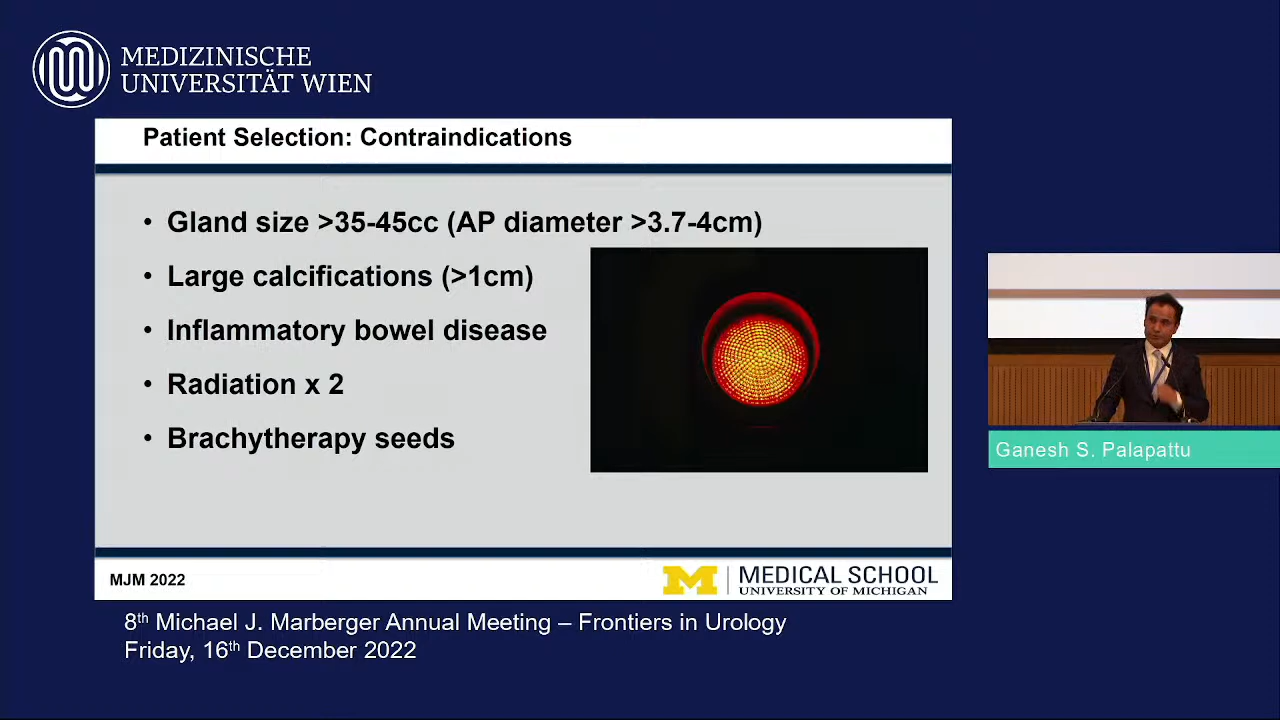 MEDIZINISCHE
UNIVERSITÄT WIEN
Patient Selection: Contraindications
• Gland size >35-45cc (AP diameter >3.7-4cm)
• Large calcifications (>1cm)
• Inflammatory bowel disease
• Radiation x 2
• Brachytherapy seeds
Ganesh S. Palapattu
MJM 2022
M | MEDICAL SCHOOL
UNIVERSITY OF MICHIGAN
8th Michael J. Marberger Annual Meeting – Frontiers in Urology
Friday, 16th December 2022